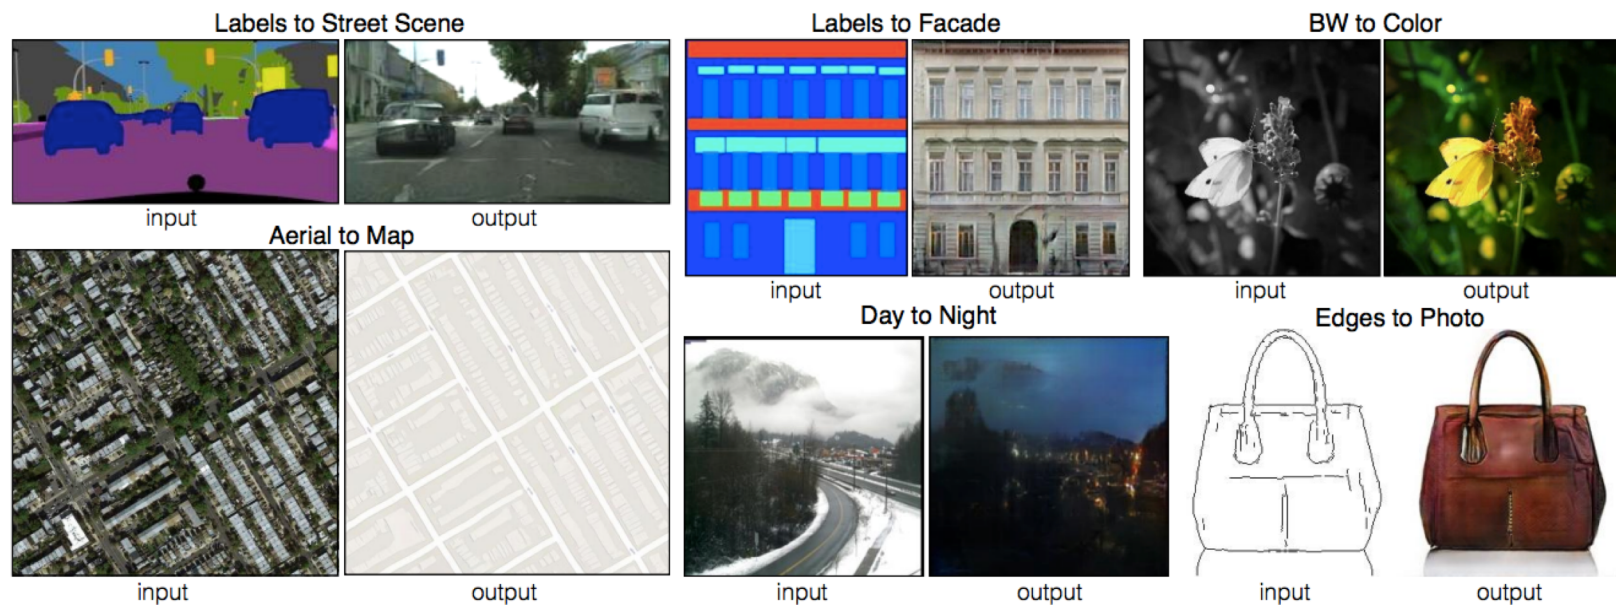 Labels to Street Scene
input
output
Aerial to Map
input
output
Labels to Facade
input
output
BW to Color
input
output
Day to Night
input
output
Edges to Photo
input
output